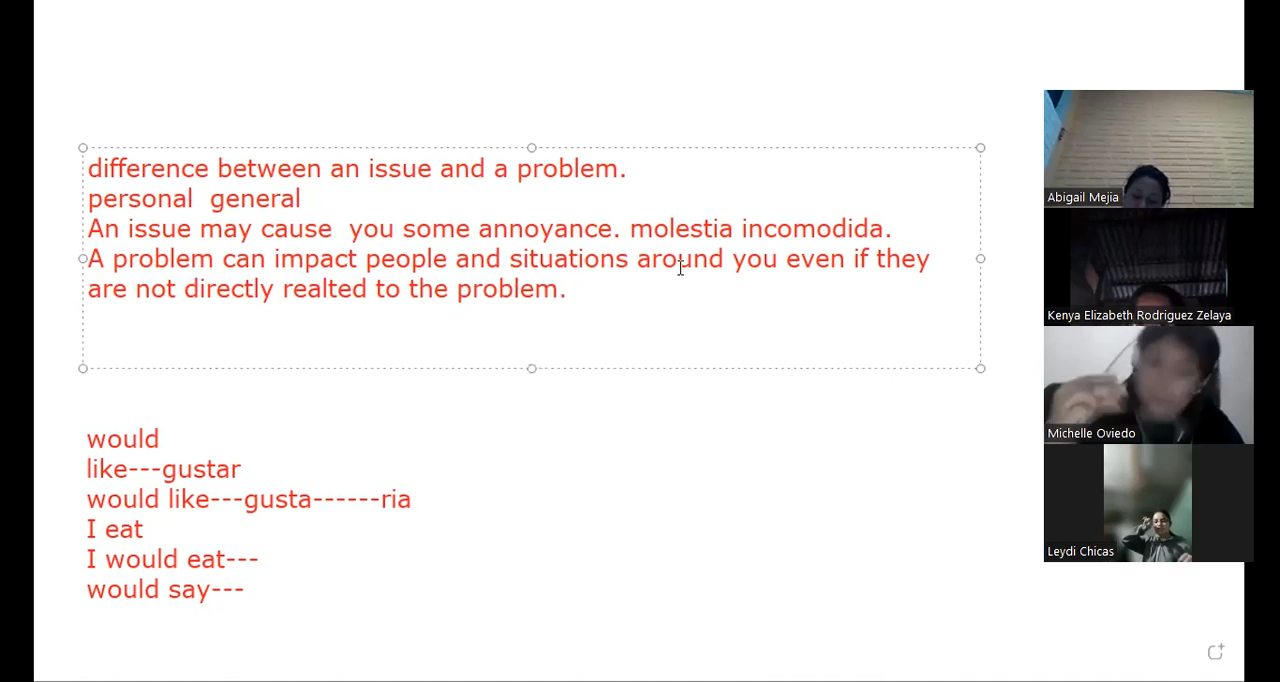 difference between an issue and a problem.
personal  general
An issue may cause  you some annoyance. molestia incomodida.
A problem can impact people and situations around you even if they
are not directly realted to the problem.
would
like---gustar
would like---gusta------ria
I eat
I would eat---
would say---
Abigail Mejia
Kenya Elizabeth Rodriguez Zelaya
Michelle Oviedo
Leydi Chicas